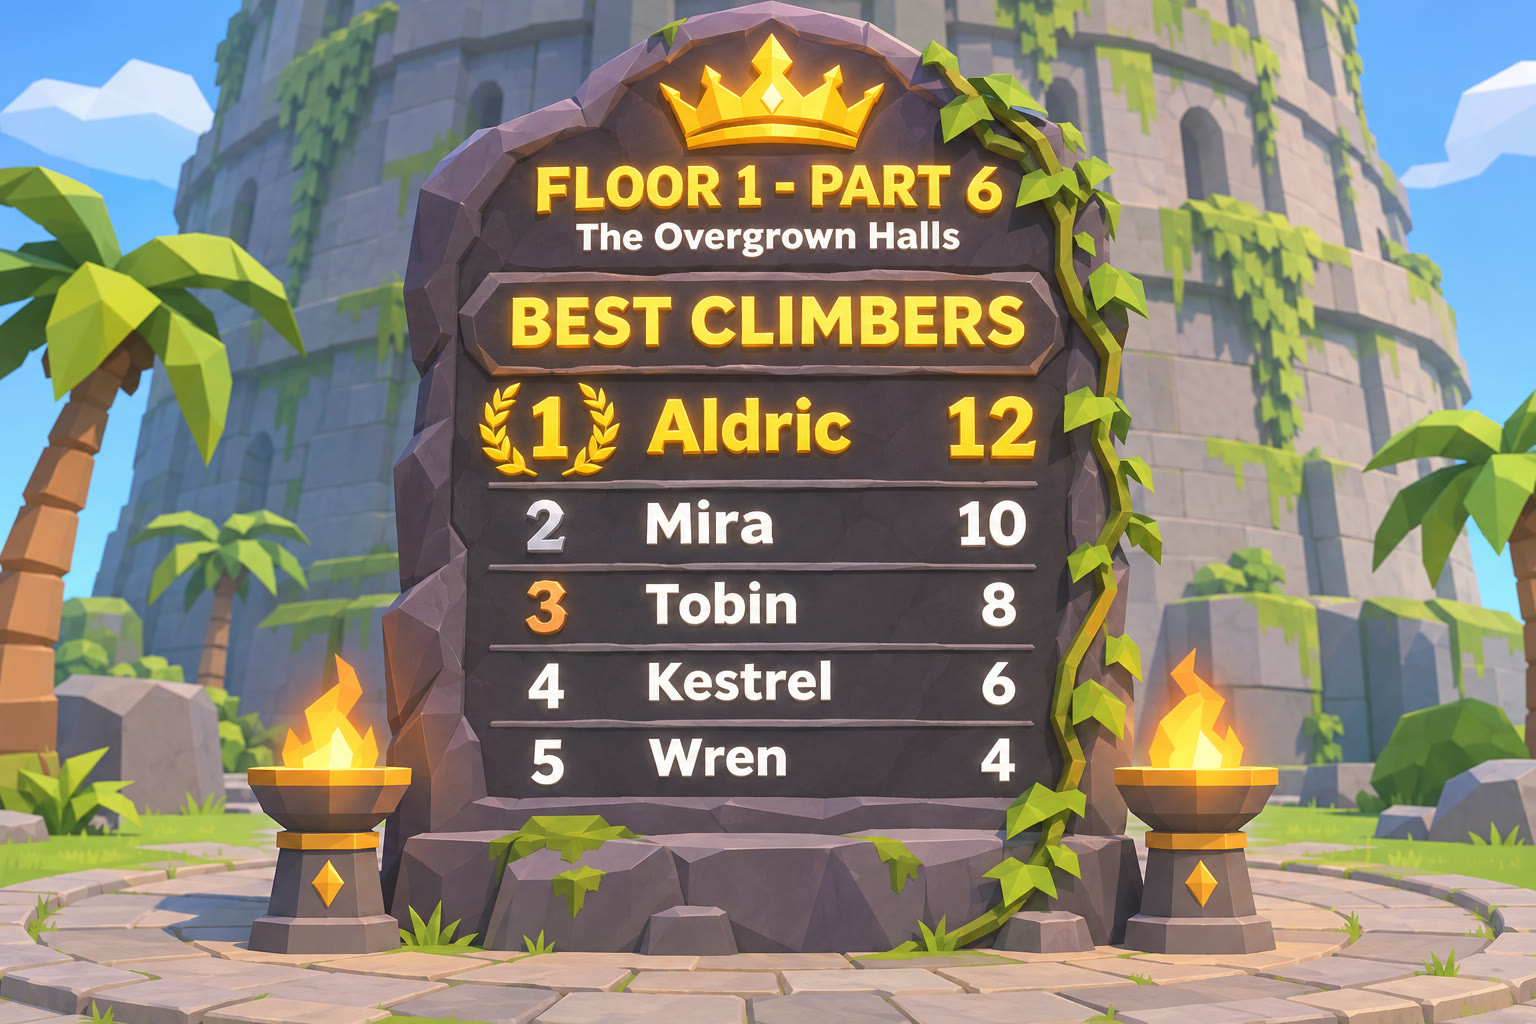 FLOOR 1 - PART 6
The Overgrown Halls
BEST CLIMBERS
1 Aldric 12
2 Mira 10
3 Tobin 8
4 Kestrel 6
5 Wren 4